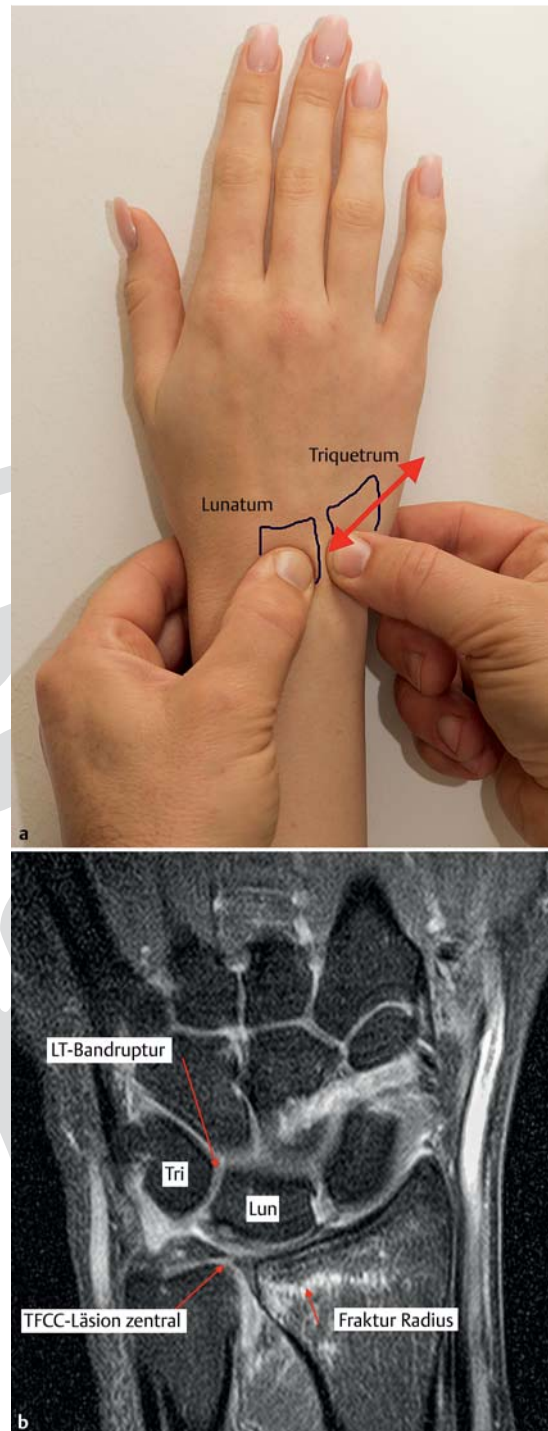 Triquetrum
Lunatum
a
LT-Bandruptur
Tri
Lun
TFCC-Läsion zentral
Fraktur Radius
b